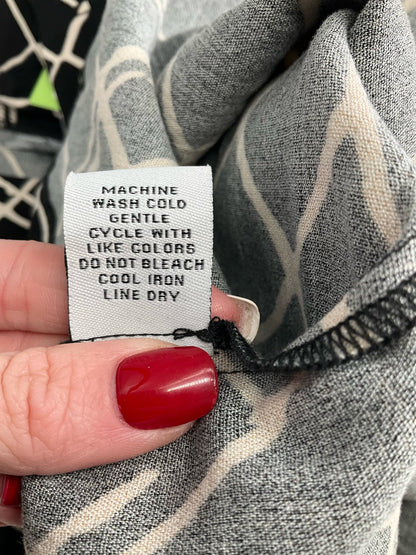 MACHINE
WASH COLD
GENTLE
CYCLE WITH
LIKE COLORS
DO NOT BLEACH
COOL IRON
LINE DRY